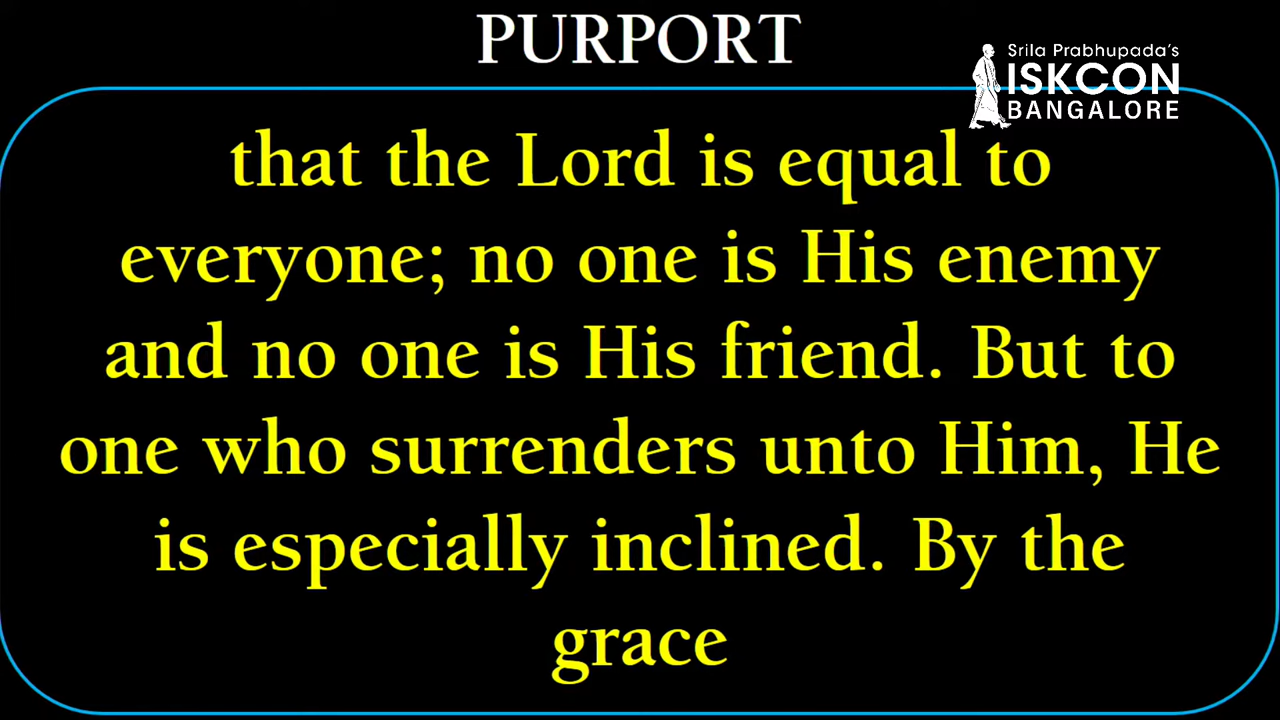 PURPORT
Srila Prabhupada's
ISKCON
BANGALORE
that the Lord is equal to
everyone; no one is His enemy
and no one is His friend. But to
one who surrenders unto Him, He
is especially inclined. By the
grace